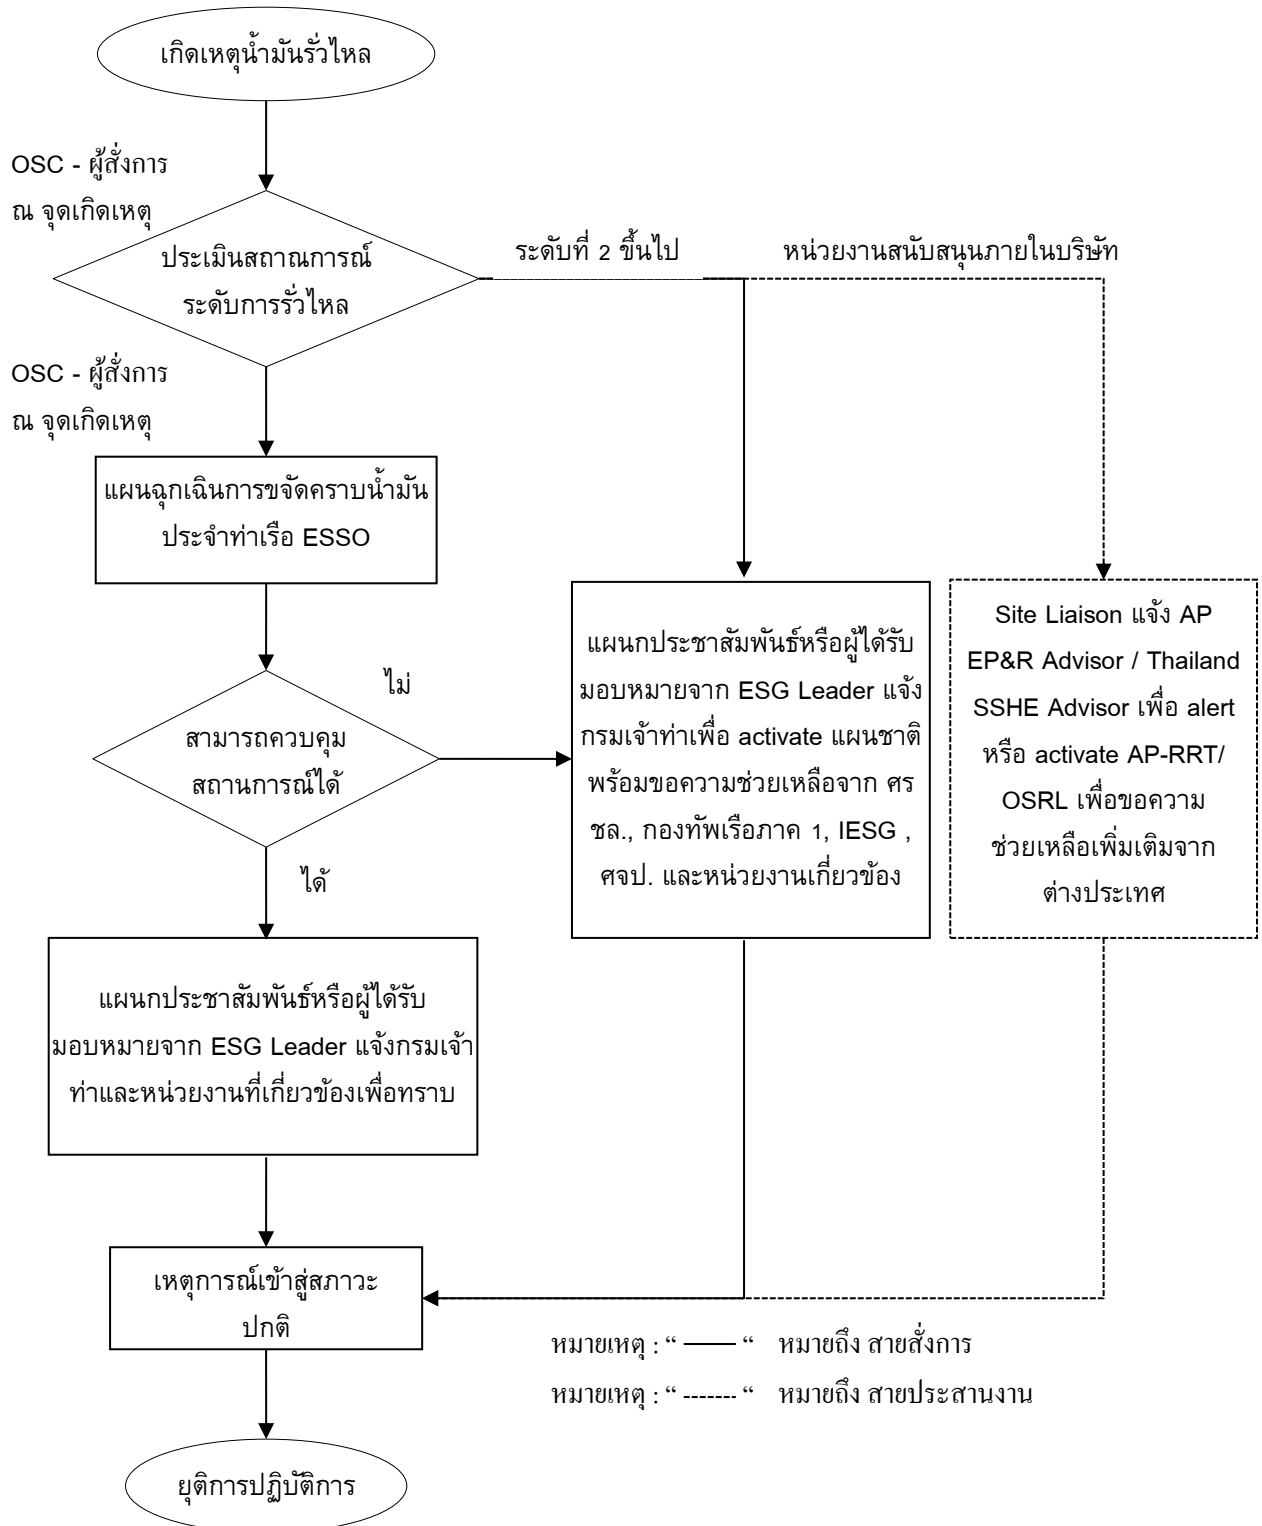 เกิดเหตุน้ำมันรั่วไหล
OSC - ผู้สั่งการ
ณ จุดเกิดเหตุ
ประเมินสถาณการณ์
ระดับการรั่วไหล
ระดับที่ 2 ขึ้นไป
หน่วยงานสนับสนุนภายในบริษัท
OSC - ผู้สั่งการ
ณ จุดเกิดเหตุ
แผนฉุกเฉินการขจัดคราบน้ำมัน
ประจำท่าเรือ ESSO
สามารถควบคุม
สถานการณ์ได้
ไม่
ได้
แผนกประชาสัมพันธ์หรือผู้ได้รับ
มอบหมายจาก ESG Leader แจ้ง
กรมเจ้าท่าเพื่อ activate แผนชาติ
พร้อมขอความช่วยเหลือจาก ศร
ชล., กองทัพเรือภาค 1, IESG ,
ศจป. และหน่วยงานเกี่ยวข้อง
Site Liaison แจ้ง AP
EP&R Advisor / Thailand
SSHE Advisor เพื่อ alert
หรือ activate AP-RRT/
OSRL เพื่อขอความ
ช่วยเหลือเพิ่มเติมจาก
ต่างประเทศ
แผนกประชาสัมพันธ์หรือผู้ได้รับ
มอบหมายจาก ESG Leader แจ้งกรมเจ้า
ท่าและหน่วยงานที่เกี่ยวข้องเพื่อทราบ
เหตุการณ์เข้าสู่สภาวะ
ปกติ
หมายเหตุ : “ —— “ หมายถึง สายสั่งการ
หมายเหตุ : “ ------- “ หมายถึง สายประสานงาน
ยุติการปฏิบัติการ